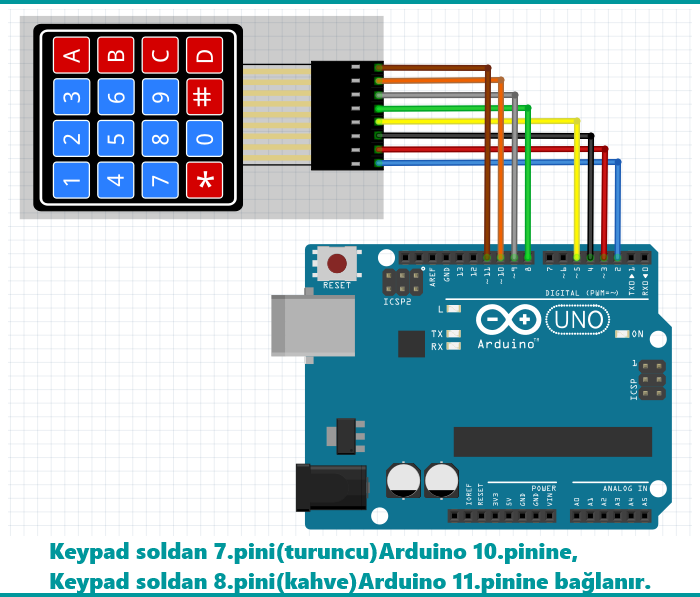 A B C D
3 6 9 #
2 5 8 0
1 4 7 *
RESET
ICSP2
AREF
GND
13
12
~11
~10
~9
8
7
~6
~5
4
~3
2
TXD▶1
RXD◀0
DIGITAL (PWM=~)
L
TX
RX
Arduino™
UNO
ON
1
ICSP
IOREF
RESET
3V3
5V
GND
GND
VIN
POWER
ANALOG IN
A0
A1
A2
A3
A4
A5
Keypad soldan 7.pini(turuncu)Arduino 10.pinine,
Keypad soldan 8.pini(kahve)Arduino 11.pinine bağlanır.